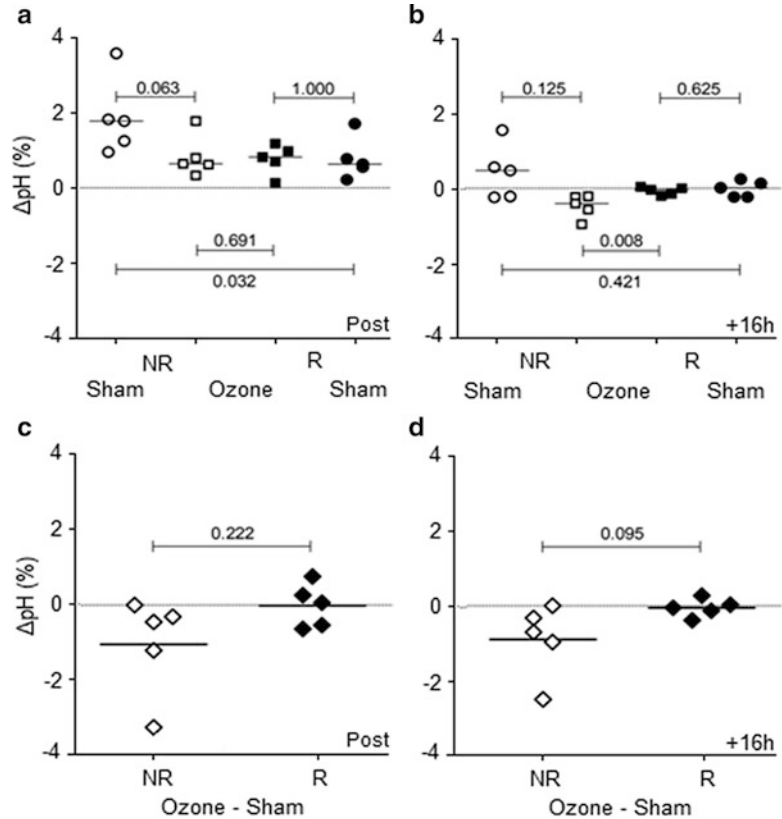 a
4
2
0
-2
-4
ΔpH (%)
0.063
1.000
0.691
0.032
Post
NR
R
Sham
Ozone
Sham
b
4
2
0
-2
-4
0.125
0.625
0.008
0.421
+16h
NR
R
Sham
Ozone
Sham
c
4
2
0
-2
-4
ΔpH (%)
0.222
Post
NR
R
Ozone - Sham
d
4
2
0
-2
-4
0.095
+16h
NR
R
Ozone - Sham